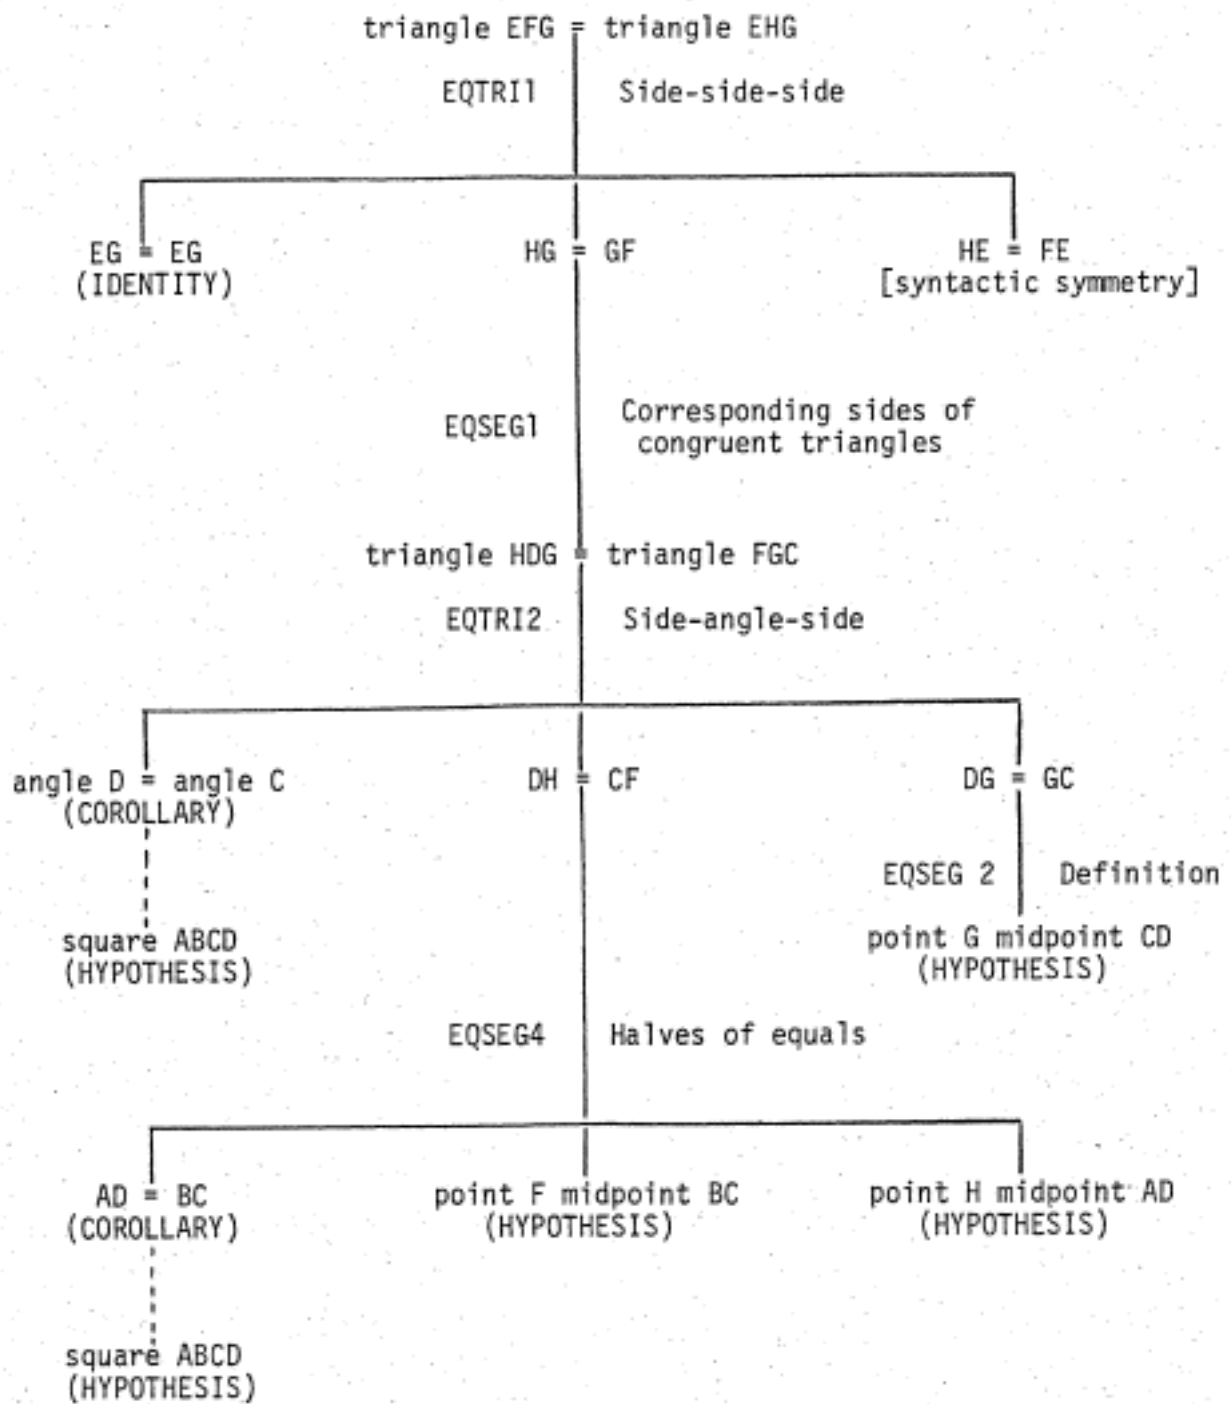 triangle EFG = triangle EHG
EQTRI1 Side-side-side
EG = EG HG = GF HE = FE
(IDENTITY) [syntactic symmetry]
EQSEG1 Corresponding sides of
congruent triangles
triangle HDG = triangle FGC
EQTRI2 Side-angle-side
angle D = angle C DH = CF DG = GC
(COROLLARY)
EQSEG 2 Definition
square ABCD point G midpoint CD
(HYPOTHESIS) (HYPOTHESIS)
EQSEG4 Halves of equals
AD = BC point F midpoint BC point H midpoint AD
(COROLLARY) (HYPOTHESIS) (HYPOTHESIS)
square ABCD
(HYPOTHESIS)